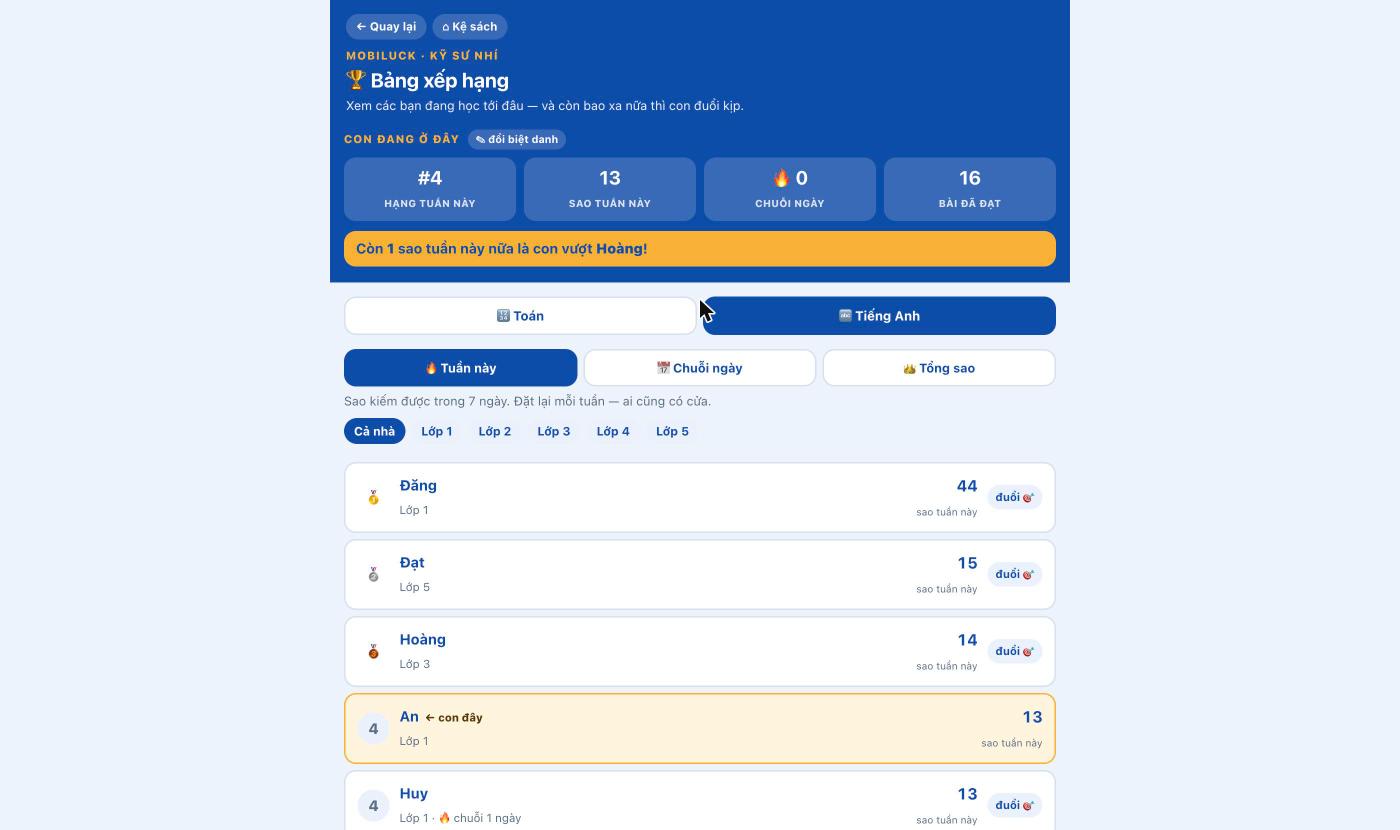 ← Quay lại
⌂ Kệ sách
MOBILUCK · KỸ SƯ NHÍ
🏆 Bảng xếp hạng
Xem các bạn đang học tới đâu — và còn bao xa nữa thì con đuổi kịp.
CON ĐANG Ở ĐÂY
✎ đổi biệt danh
#4
HẠNG TUẦN NÀY
13
SAO TUẦN NÀY
🔥 0
CHUỖI NGÀY
16
BÀI ĐÃ ĐẠT
Còn 1 sao tuần này nữa là con vượt Hoàng!
🔢 Toán
🔤 Tiếng Anh
🔥 Tuần này
📅 Chuỗi ngày
👑 Tổng sao
Sao kiếm được trong 7 ngày. Đặt lại mỗi tuần — ai cũng có cửa.
Cả nhà
Lớp 1
Lớp 2
Lớp 3
Lớp 4
Lớp 5
🥇
Đăng
Lớp 1
44
sao tuần này
đuổi 🎯
🥈
Đạt
Lớp 5
15
sao tuần này
đuổi 🎯
🥉
Hoàng
Lớp 3
14
sao tuần này
đuổi 🎯
4
An ← con đây
Lớp 1
13
sao tuần này
4
Huy
Lớp 1 · 🔥 chuỗi 1 ngày
13
sao tuần này
đuổi 🎯